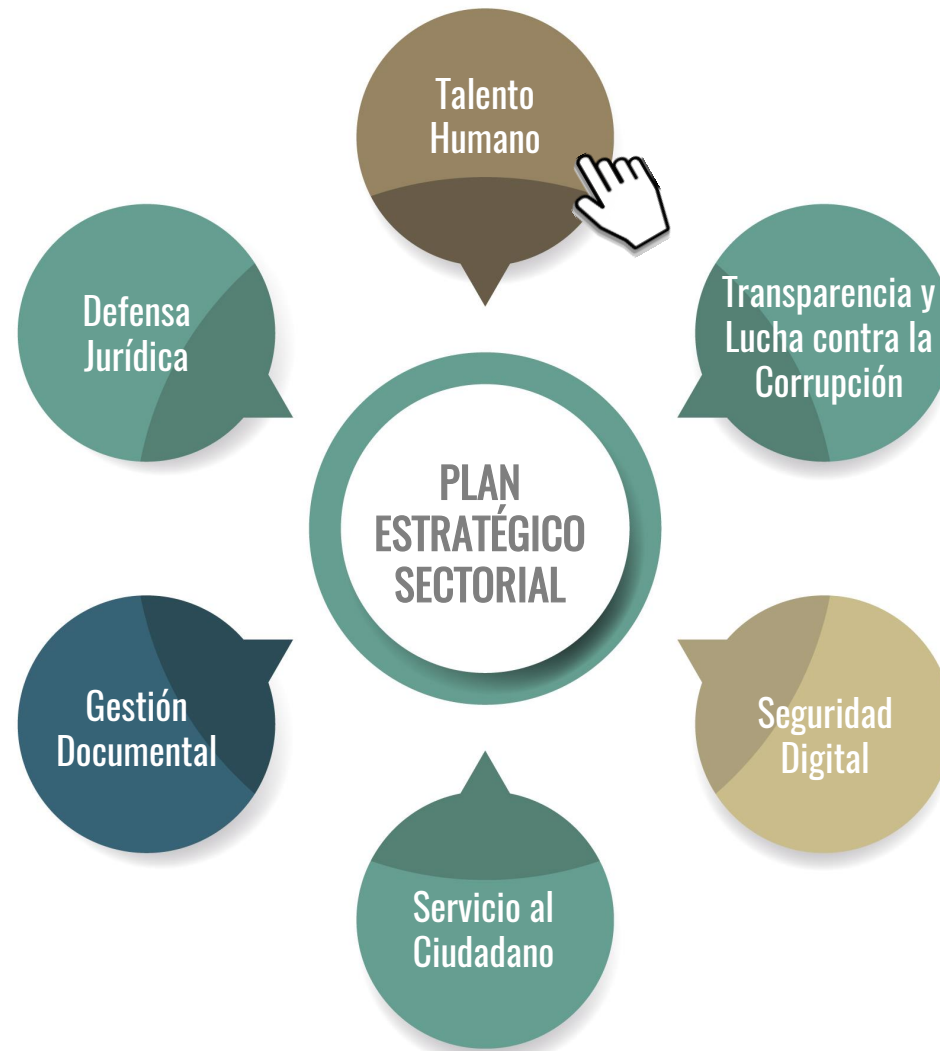 Talento
Humano
Defensa
Jurídica
Transparencia y
Lucha contra la
Corrupción
PLAN
ESTRATÉGICO
SECTORIAL
Gestión
Documental
Seguridad
Digital
Servicio al
Ciudadano